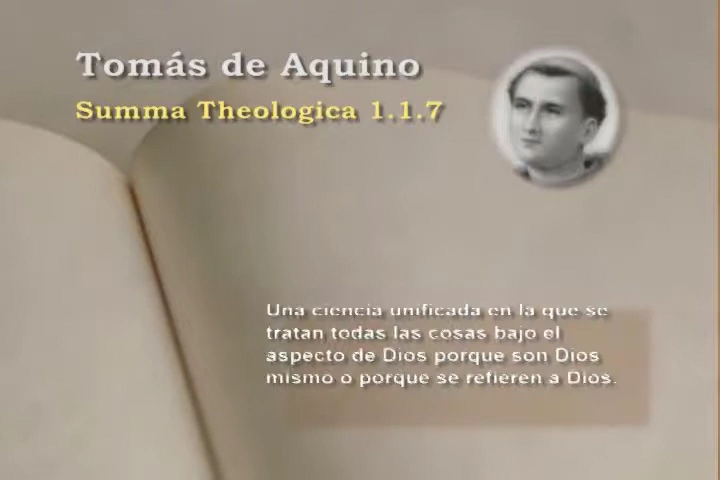 Tomás de Aquino
Summa Theologica 1.1.7
Una ciencia unificada en la que se
tratan todas las cosas bajo el
aspecto de Dios porque son Dios
mismo o porque se refieren a Dios.